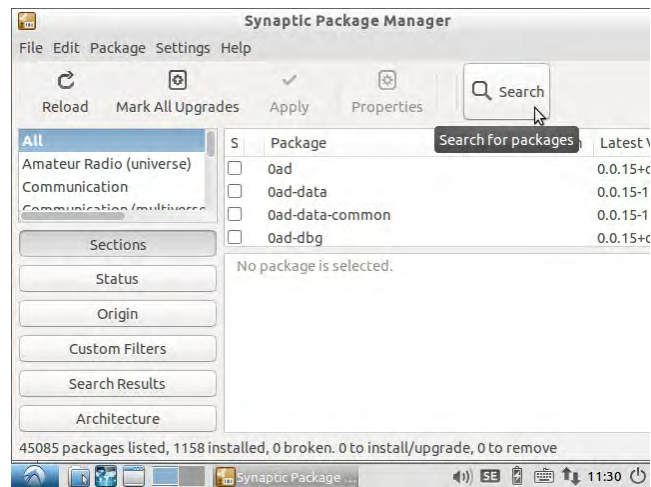 Synaptic Package Manager
File Edit Package Settings Help
Reload Mark All Upgrades Apply Properties Search
Search for packages
All
Amateur Radio (universe)
Communication
Communication (multiverse
S Package Latest V
0ad 0.0.15+d
0ad-data 0.0.15-1
0ad-data-common 0.0.15-1
0ad-dbg 0.0.15+d
No package is selected.
Sections
Status
Origin
Custom Filters
Search Results
Architecture
45085 packages listed, 1158 installed, 0 broken. 0 to install/upgrade, 0 to remove
Synaptic Package ... SE 11:30